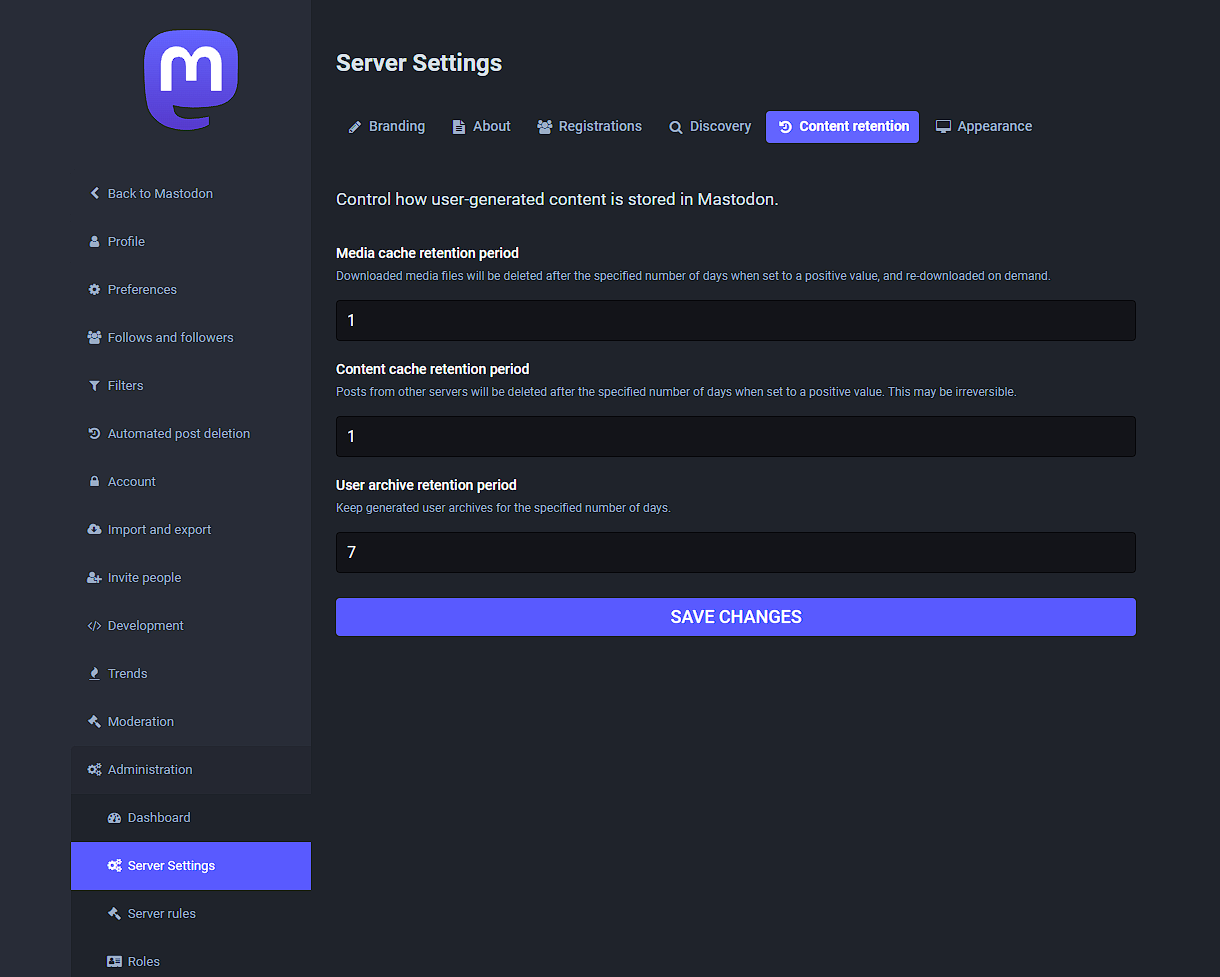 Server Settings
Branding
About
Registrations
Discovery
Content retention
Appearance
Back to Mastodon
Profile
Preferences
Follows and followers
Filters
Automated post deletion
Account
Import and export
Invite people
Development
Trends
Moderation
Administration
Dashboard
Server Settings
Server rules
Roles
Control how user-generated content is stored in Mastodon.
Media cache retention period
Downloaded media files will be deleted after the specified number of days when set to a positive value, and re-downloaded on demand.
1
Content cache retention period
Posts from other servers will be deleted after the specified number of days when set to a positive value. This may be irreversible.
1
User archive retention period
Keep generated user archives for the specified number of days.
7
SAVE CHANGES